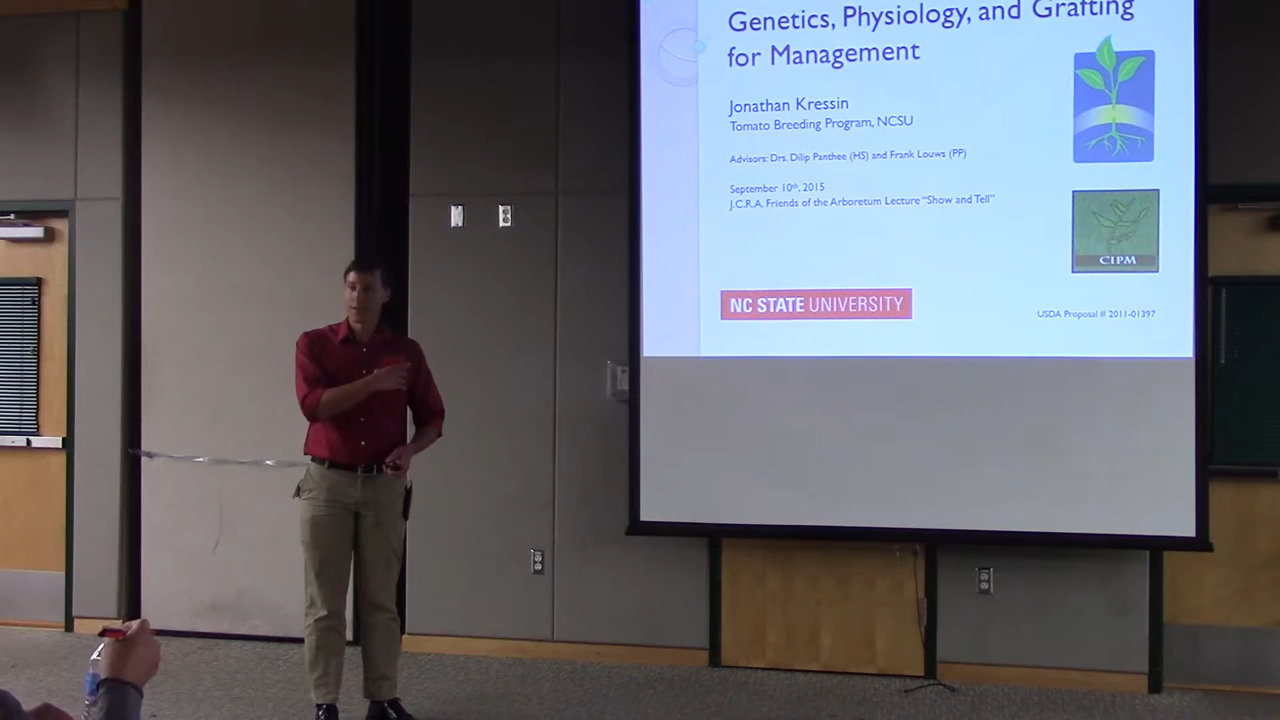 Genetics, Physiology, and Grafting
for Management
Jonathan Kressin
Tomato Breeding Program, NCSU
Advisors: Drs. Dilip Panthee (HS) and Frank Louws (PP)
September 10th, 2015
J.C.R.A. Friends of the Arboretum Lecture "Show and Tell"
CIPM
NC STATE UNIVERSITY
USDA Proposal # 2011-01397